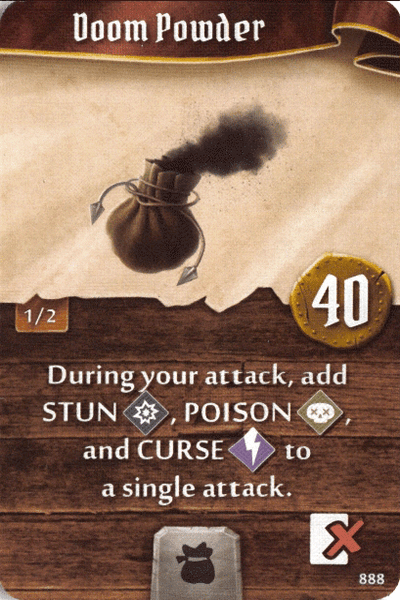 Doom Powder
1/2
40
During your attack, add
STUN, POISON,
and CURSE to
a single attack.
888